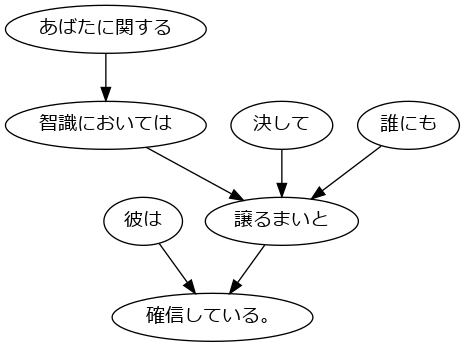 あばたに関する
智識においては
決して
誰にも
彼は
譲るまいと
確信している。